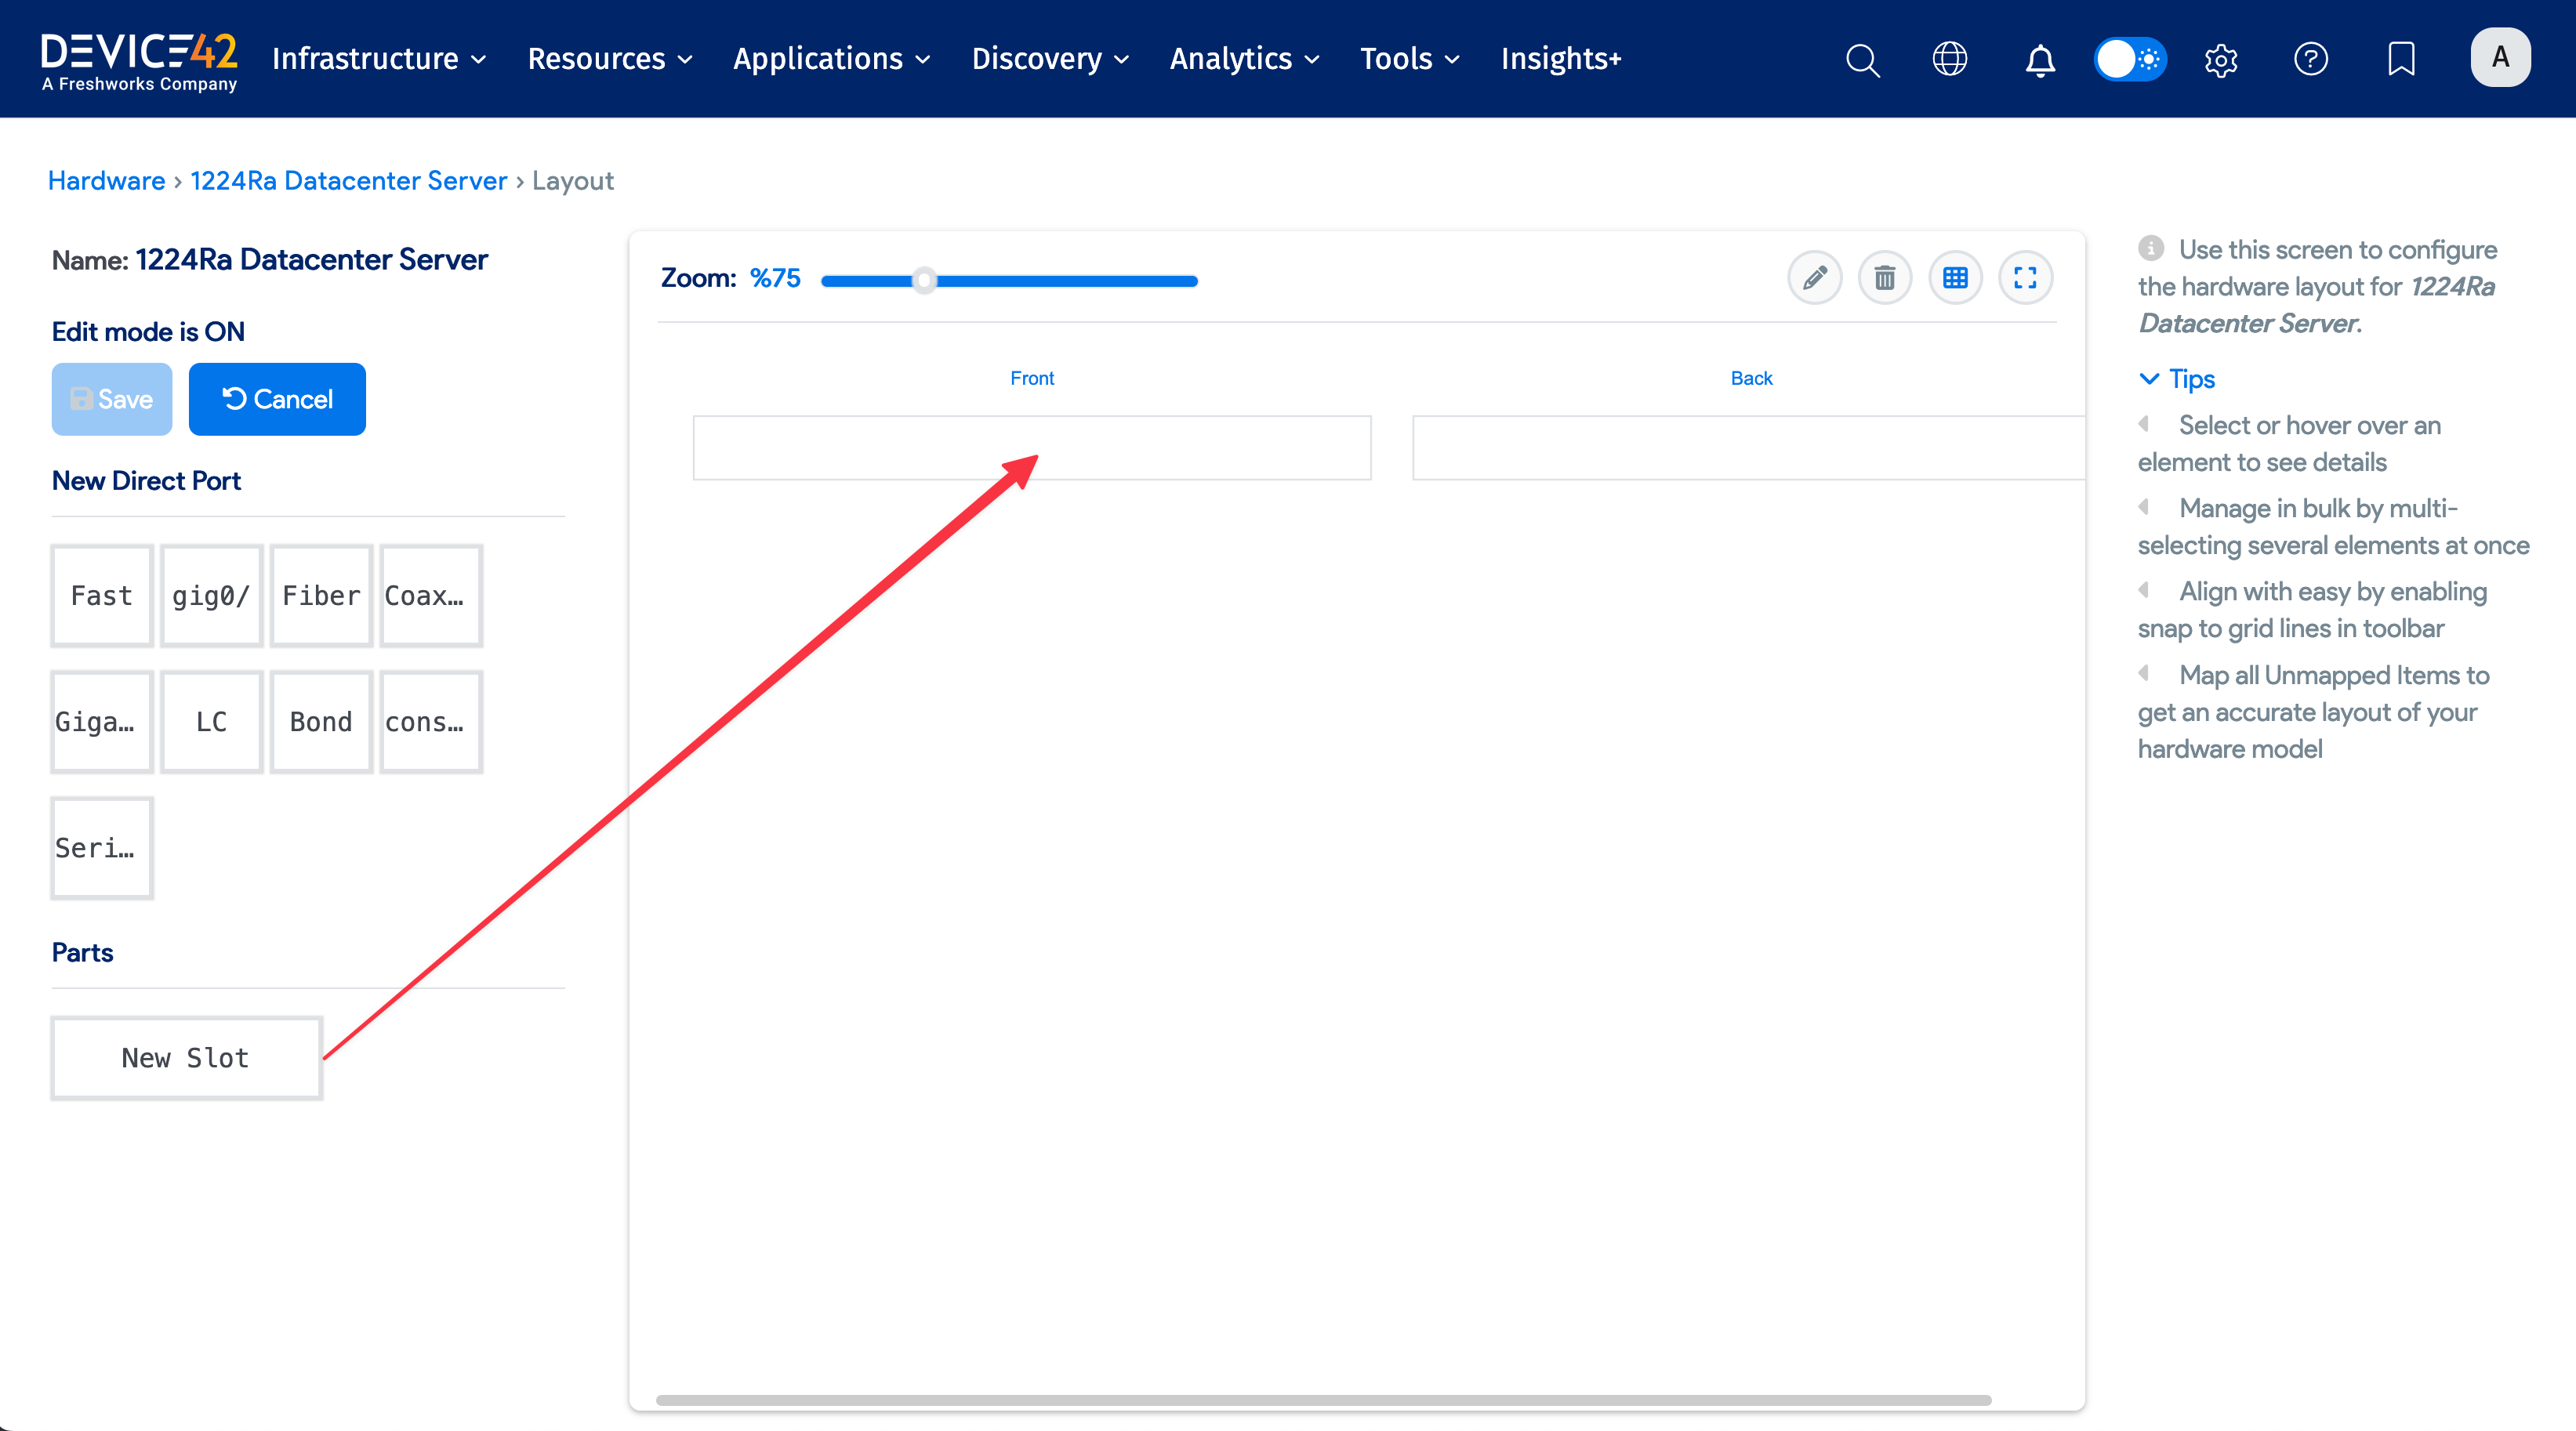 DEVICE42
A Freshworks Company
Infrastructure
Resources
Applications
Discovery
Analytics
Tools
Insights+
A
Hardware › 1224Ra Datacenter Server › Layout
Name: 1224Ra Datacenter Server
Edit mode is ON
Save
Cancel
New Direct Port
Fast
gig0/
Fiber
Coax...
Giga...
LC
Bond
cons...
Seri...
Parts
New Slot
Zoom: %75
Front
Back
Use this screen to configure
the hardware layout for 1224Ra
Datacenter Server.
Tips
Select or hover over an
element to see details
Manage in bulk by multi-
selecting several elements at once
Align with easy by enabling
snap to grid lines in toolbar
Map all Unmapped Items to
get an accurate layout of your
hardware model